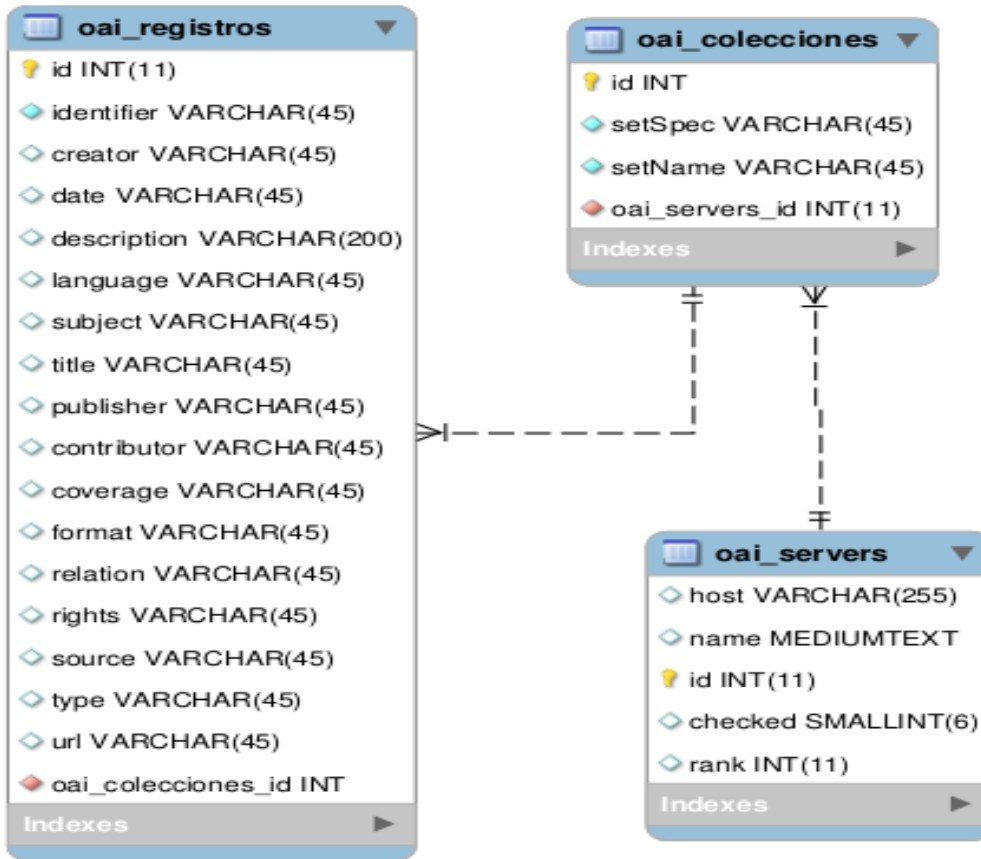 oai_registros
id INT(11)
identifier VARCHAR(45)
creator VARCHAR(45)
date VARCHAR(45)
description VARCHAR(200)
language VARCHAR(45)
subject VARCHAR(45)
title VARCHAR(45)
publisher VARCHAR(45)
contributor VARCHAR(45)
coverage VARCHAR(45)
format VARCHAR(45)
relation VARCHAR(45)
rights VARCHAR(45)
source VARCHAR(45)
type VARCHAR(45)
url VARCHAR(45)
oai_colecciones_id INT
Indexes
oai_colecciones
id INT
setSpec VARCHAR(45)
setName VARCHAR(45)
oai_servers_id INT(11)
Indexes
oai_servers
host VARCHAR(255)
name MEDIUMTEXT
id INT(11)
checked SMALLINT(6)
rank INT(11)
Indexes